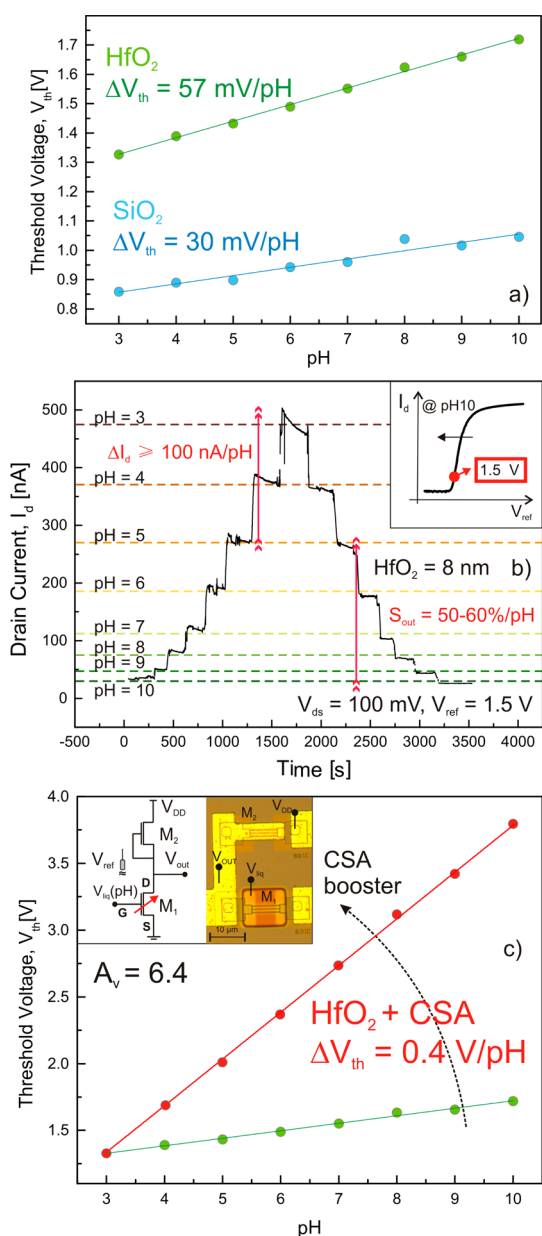 1.7
1.6
1.5
1.4
1.3
1.2
1.1
1.0
0.9
0.8
Threshold Voltage, Vth[V]
HfO2
ΔVth = 57 mV/pH
SiO2
ΔVth = 30 mV/pH
a)
3 4 5 6 7 8 9 10
pH
500
400
300
200
100
0
Drain Current, Id [nA]
pH = 3
pH = 4
pH = 5
pH = 6
pH = 7
pH = 8
pH = 9
pH = 10
ΔId ⩾ 100 nA/pH
Id
@ pH10
1.5 V
Vref
HfO2 = 8 nm
b)
Sout = 50-60%/pH
Vds = 100 mV, Vref = 1.5 V
-500 0 500 1000 1500 2000 2500 3000 3500 4000
Time [s]
4.0
3.5
3.0
2.5
2.0
1.5
Threshold Voltage, Vth[V]
VDD
M2
Vref
≈
Vout
Vliq(pH)
D
G
M1
S
M2
VDD
VOUT
Vliq
M1
10 µm
CSA
booster
c)
Av = 6.4
HfO2 + CSA
ΔVth = 0.4 V/pH
3 4 5 6 7 8 9 10
pH